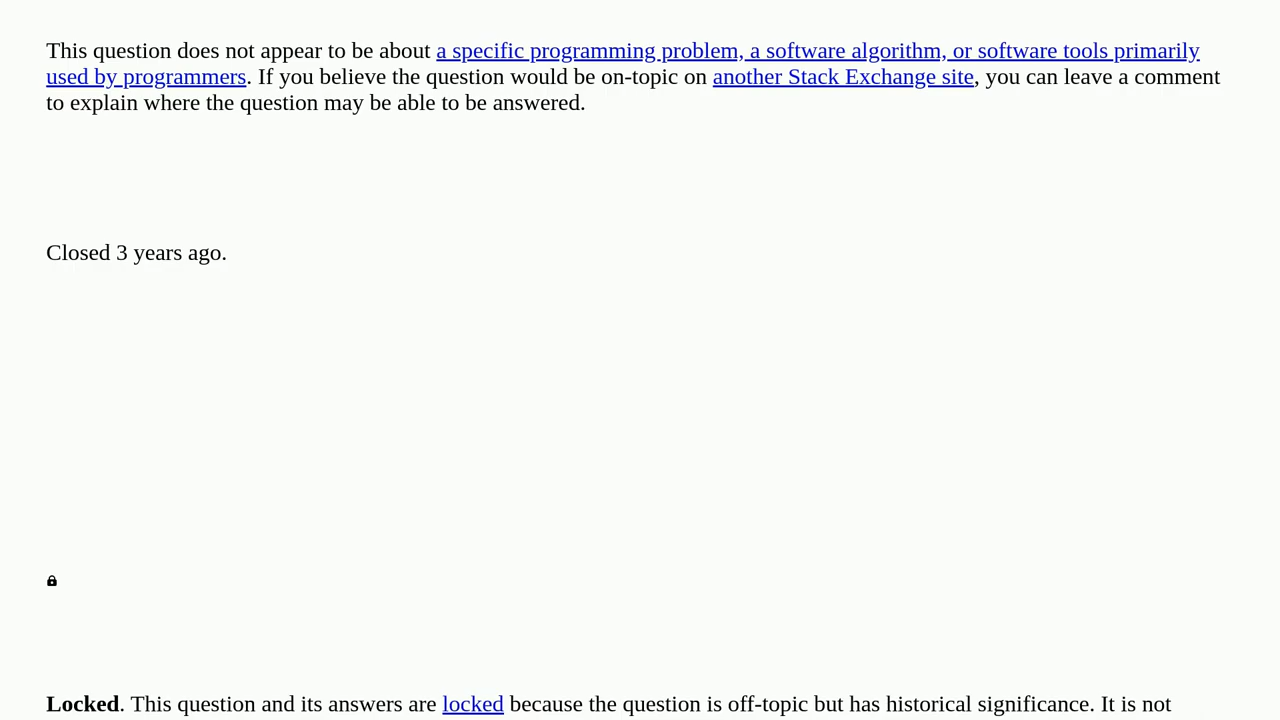 This question does not appear to be about a specific programming problem, a software algorithm, or software tools primarily
used by programmers. If you believe the question would be on-topic on another Stack Exchange site, you can leave a comment
to explain where the question may be able to be answered.
Closed 3 years ago.
Locked. This question and its answers are locked because the question is off-topic but has historical significance. It is not